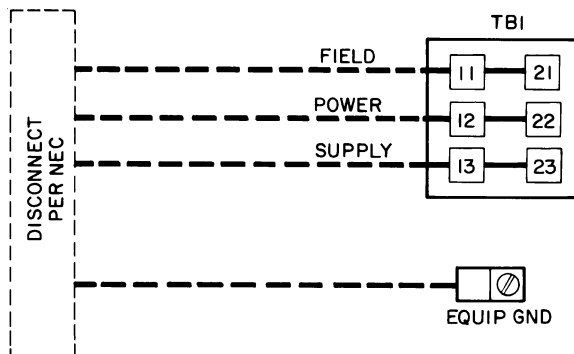 TB1
FIELD
11 21
POWER
12 22
SUPPLY
13 23
DISCONNECT
PER NEC
EQUIP GND